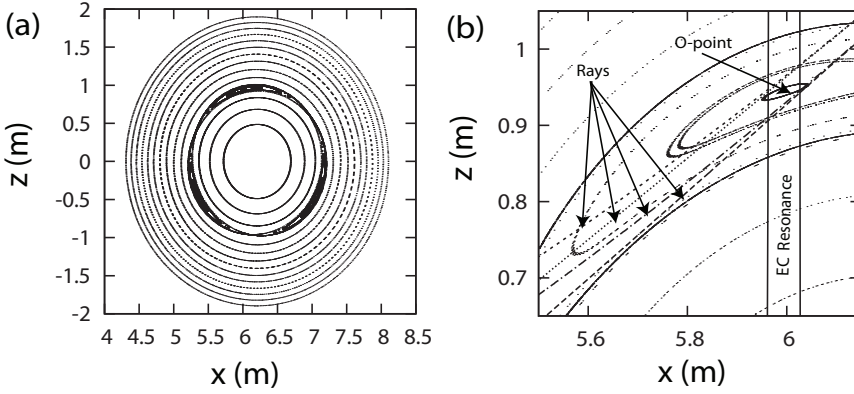 (a)
z (m)
2
1.5
1
0.5
0
-0.5
-1
-1.5
-2
4 4.5 5 5.5 6 6.5 7 7.5 8 8.5
x (m)
(b)
z (m)
1
0.9
0.8
0.7
O-point
Rays
EC Resonance
5.6 5.8 6
x (m)